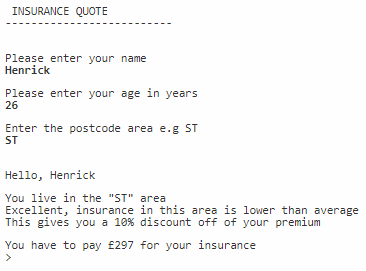 INSURANCE QUOTE
--------------------------
Please enter your name
Henrick
Please enter your age in years
26
Enter the postcode area e.g ST
ST
Hello, Henrick
You live in the "ST" area
Excellent, insurance in this area is lower than average
This gives you a 10% discount off of your premium
You have to pay £297 for your insurance
>